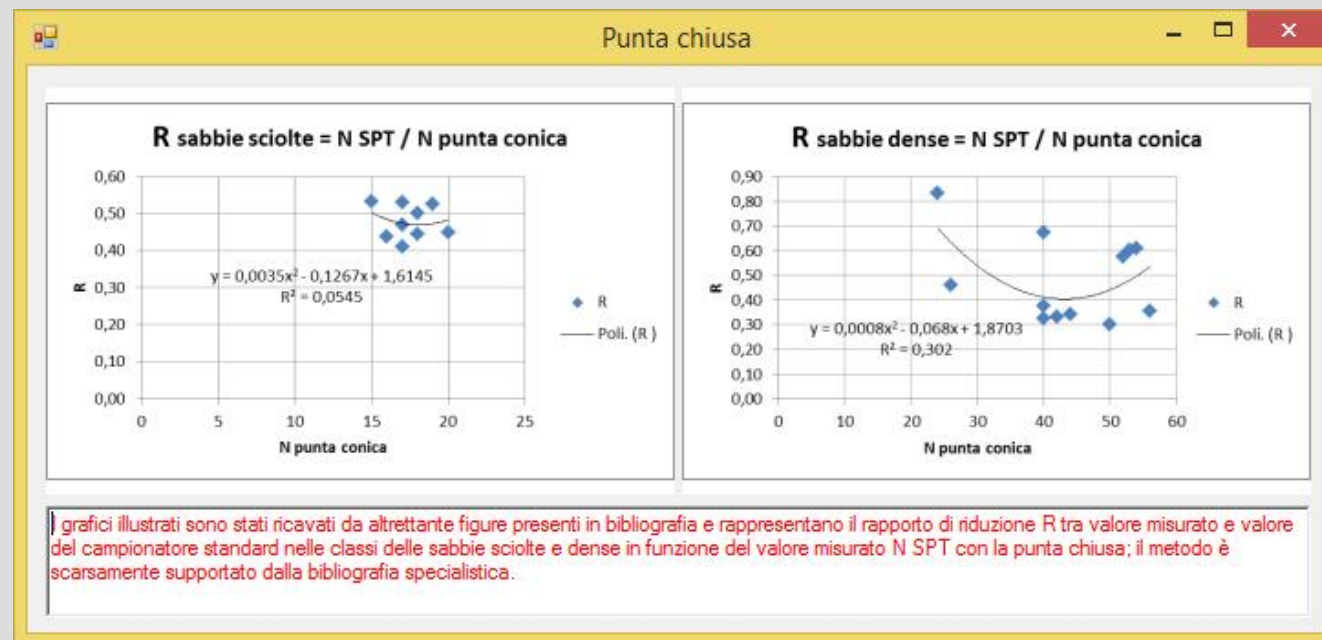 Punta chiusa
R sabbie sciolte = N SPT / N punta conica
0,60
0,50
0,40
0,30
0,20
0,10
0,00
R
y = 0,0035x² - 0,1267x + 1,6145
R² = 0,0545
R
Poli. (R )
0 5 10 15 20 25
N punta conica
R sabbie dense = N SPT / N punta conica
0,90
0,80
0,70
0,60
0,50
0,40
0,30
0,20
0,10
0,00
R
y = 0,0008x² - 0,068x + 1,8703
R² = 0,302
R
Poli. (R )
0 10 20 30 40 50 60
N punta conica
I grafici illustrati sono stati ricavati da altrettante figure presenti in bibliografia e rappresentano il rapporto di riduzione R tra valore misurato e valore
del campionatore standard nelle classi delle sabbie sciolte e dense in funzione del valore misurato N SPT con la punta chiusa; il metodo è
scarsamente supportato dalla bibliografia specialistica.